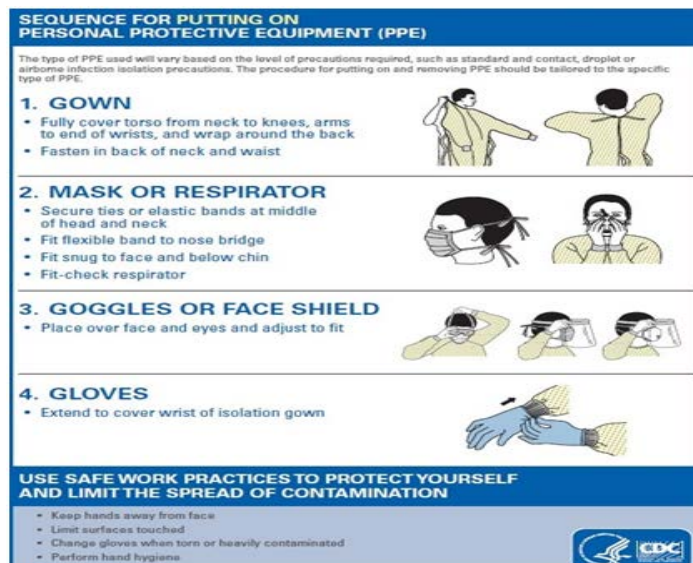 SEQUENCE FOR PUTTING ON
PERSONAL PROTECTIVE EQUIPMENT (PPE)
The type of PPE used will vary based on the level of precautions required, such as standard and contact, droplet or
airborne infection isolation precautions. The procedure for putting on and removing PPE should be tailored to the specific
type of PPE.
1. GOWN
• Fully cover torso from neck to knees, arms
to end of wrists, and wrap around the back
• Fasten in back of neck and waist
2. MASK OR RESPIRATOR
• Secure ties or elastic bands at middle
of head and neck
• Fit flexible band to nose bridge
• Fit snug to face and below chin
• Fit-check respirator
3. GOGGLES OR FACE SHIELD
• Place over face and eyes and adjust to fit
4. GLOVES
• Extend to cover wrist of isolation gown
USE SAFE WORK PRACTICES TO PROTECT YOURSELF
AND LIMIT THE SPREAD OF CONTAMINATION
• Keep hands away from face
• Limit surfaces touched
• Change gloves when torn or heavily contaminated
• Perform hand hygiene
CDC